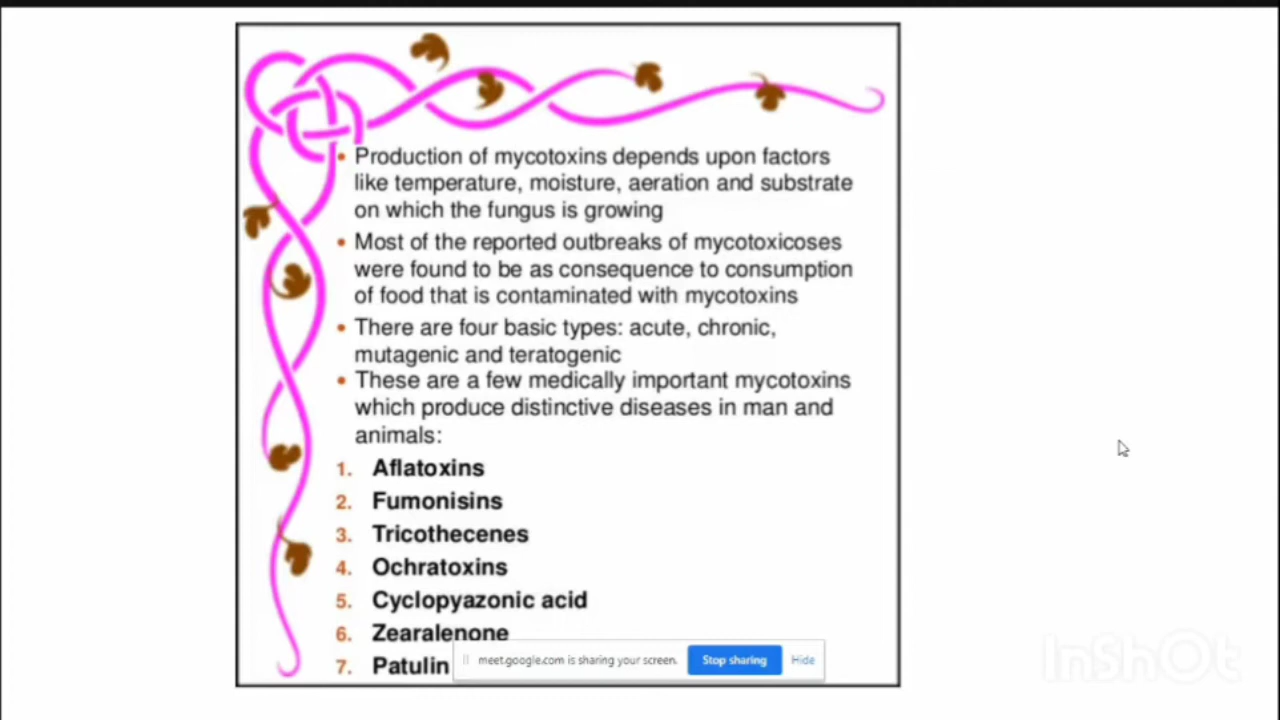 • Production of mycotoxins depends upon factors
like temperature, moisture, aeration and substrate
on which the fungus is growing
• Most of the reported outbreaks of mycotoxicoses
were found to be as consequence to consumption
of food that is contaminated with mycotoxins
• There are four basic types: acute, chronic,
mutagenic and teratogenic
• These are a few medically important mycotoxins
which produce distinctive diseases in man and
animals:
1. Aflatoxins
2. Fumonisins
3. Tricothecenes
4. Ochratoxins
5. Cyclopyazonic acid
6. Zearalenone
7. Patulin
meet.google.com is sharing your screen. Stop sharing Hide
InShOt